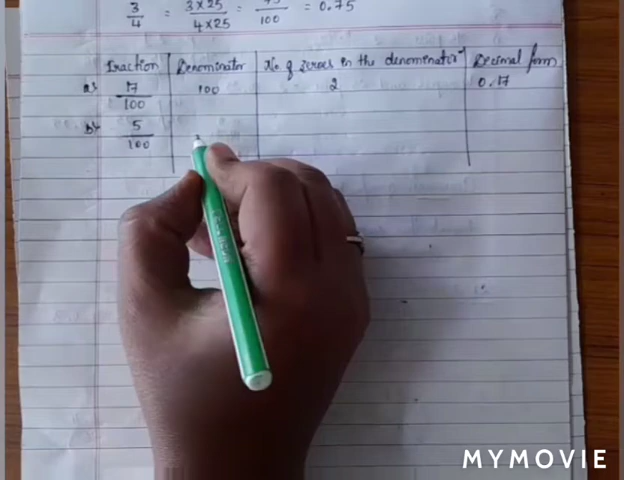 3/4 = 3×25/4×25 = 75/100 = 0.75
Fraction Denominator No. of zeroes in the denominator Decimal form
a) 17/100 100 2 0.17
b) 5/100
MYMOVIE